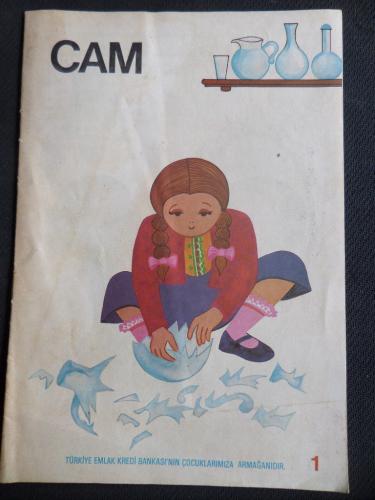 CAM
TÜRKİYE EMLAK KREDİ BANKASI'NIN ÇOCUKLARIMIZA ARMAĞANIDIR.
1